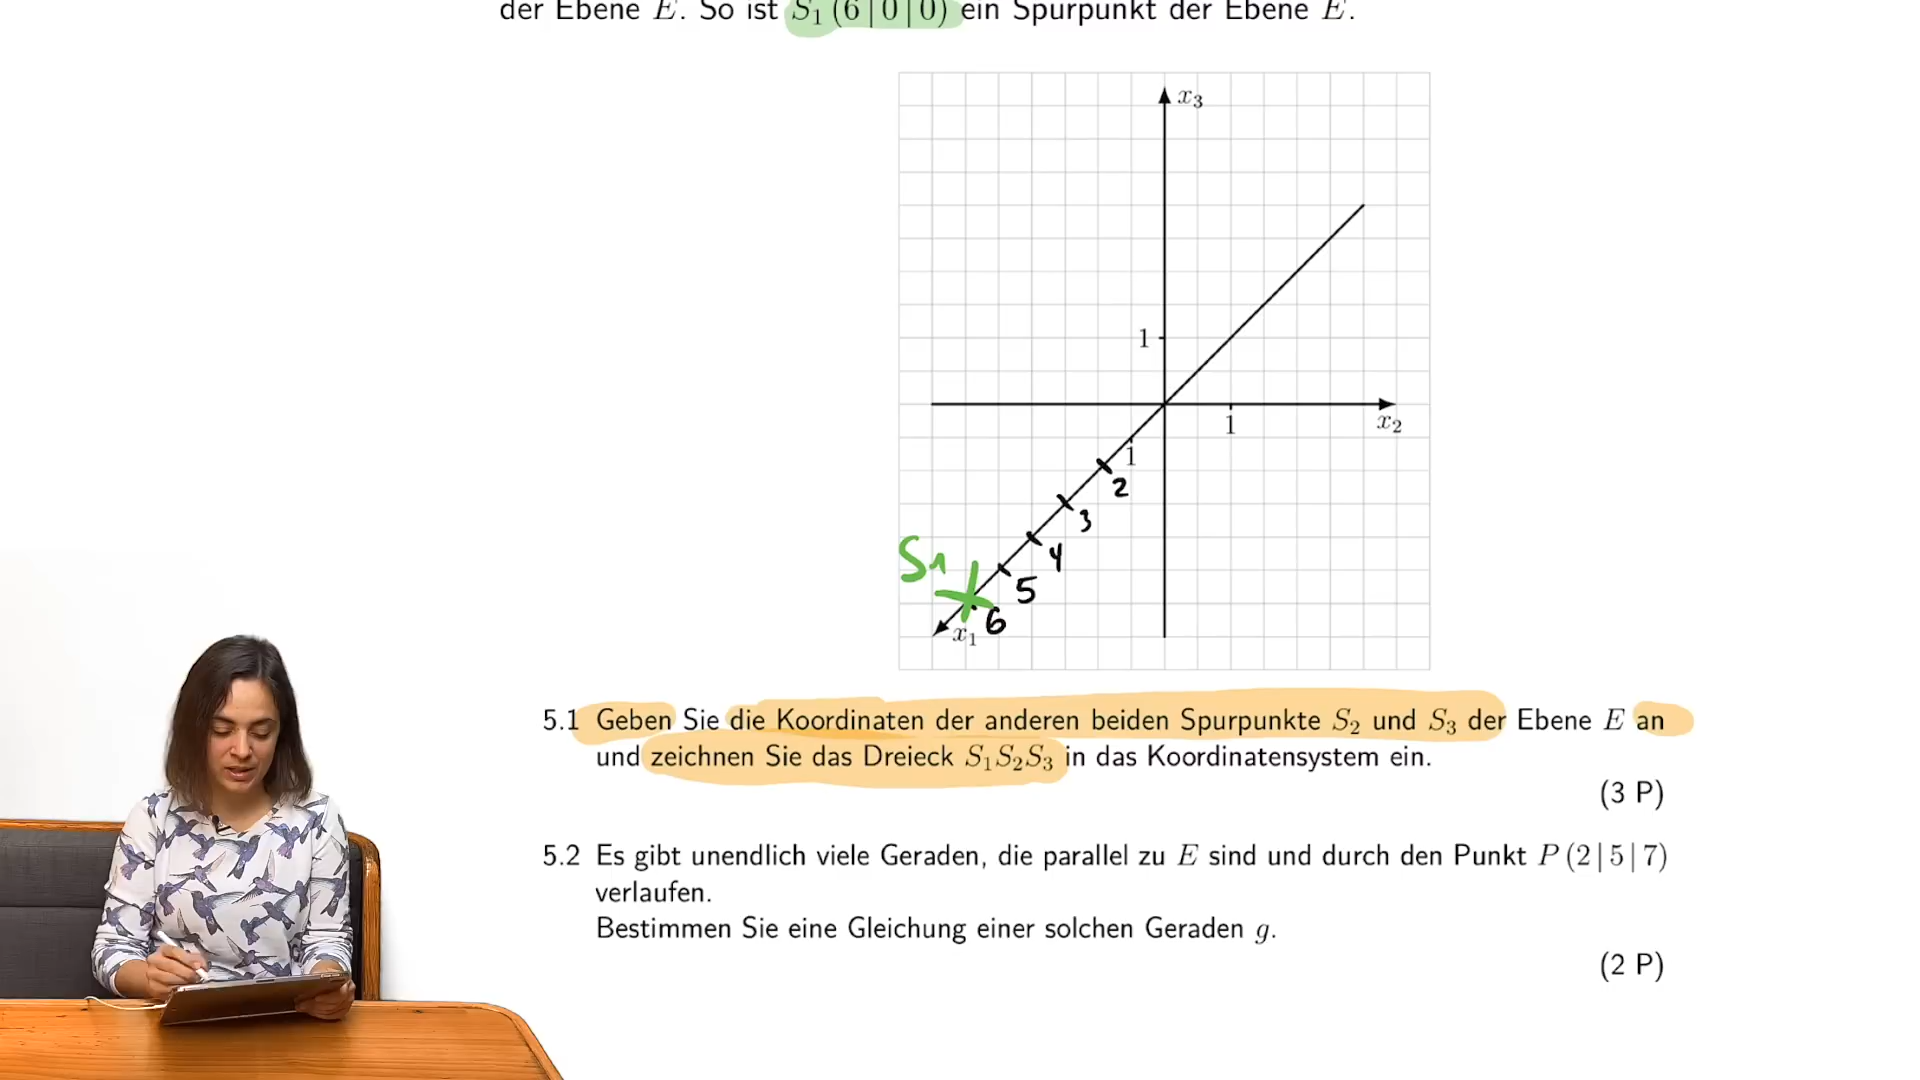 der Ebene E. So ist S₁ (6 | 0 | 0) ein Spurpunkt der Ebene E.
x₃
1
1
x₂
1
2
3
4
5
6
S1
x₁
5.1 Geben Sie die Koordinaten der anderen beiden Spurpunkte S₂ und S₃ der Ebene E an
und zeichnen Sie das Dreieck S₁S₂S₃ in das Koordinatensystem ein.
(3 P)
5.2 Es gibt unendlich viele Geraden, die parallel zu E sind und durch den Punkt P (2 | 5 | 7)
verlaufen.
Bestimmen Sie eine Gleichung einer solchen Geraden g.
(2 P)